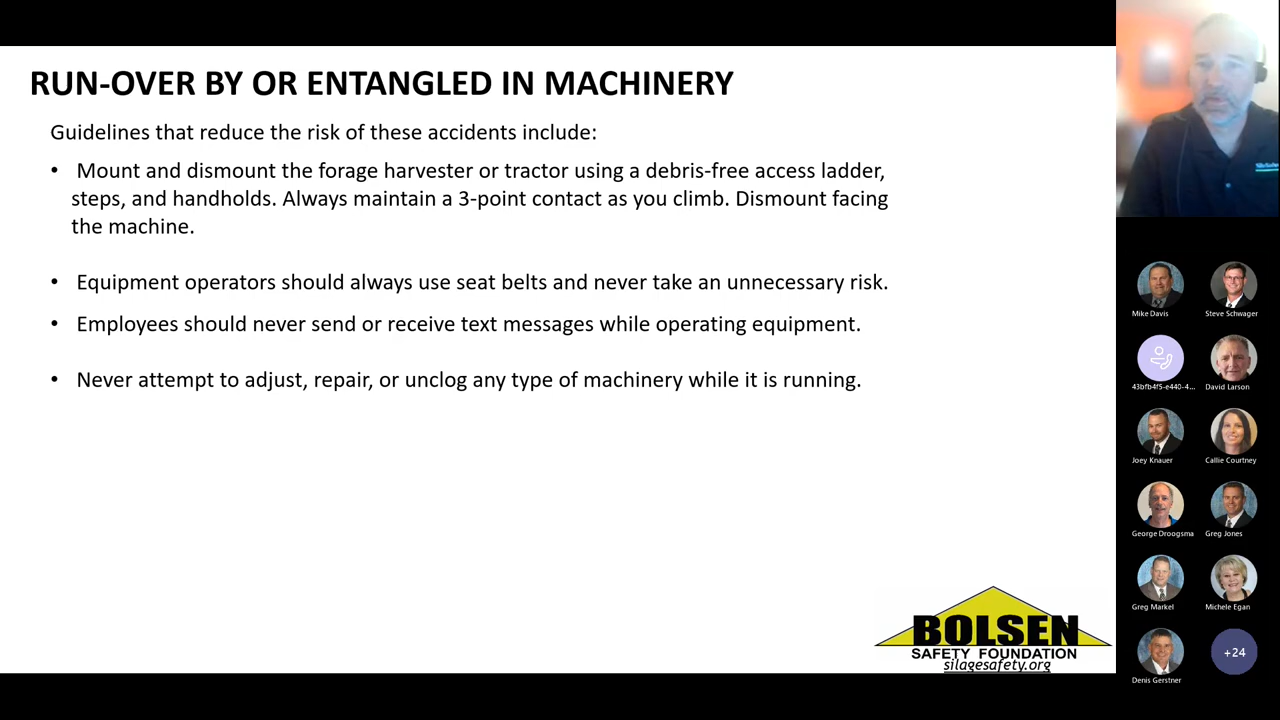 RUN-OVER BY OR ENTANGLED IN MACHINERY
Guidelines that reduce the risk of these accidents include:
• Mount and dismount the forage harvester or tractor using a debris-free access ladder,
steps, and handholds. Always maintain a 3-point contact as you climb. Dismount facing
the machine.
• Equipment operators should always use seat belts and never take an unnecessary risk.
• Employees should never send or receive text messages while operating equipment.
• Never attempt to adjust, repair, or unclog any type of machinery while it is running.
BOLSEN
SAFETY FOUNDATION
silagesafety.org
Mike Davis
Steve Schwager
43bfb4f5-e440-4...
David Larson
Joey Knauer
Callie Courtney
George Droogsma
Greg Jones
Greg Markel
Michele Egan
Denis Gerstner
+24